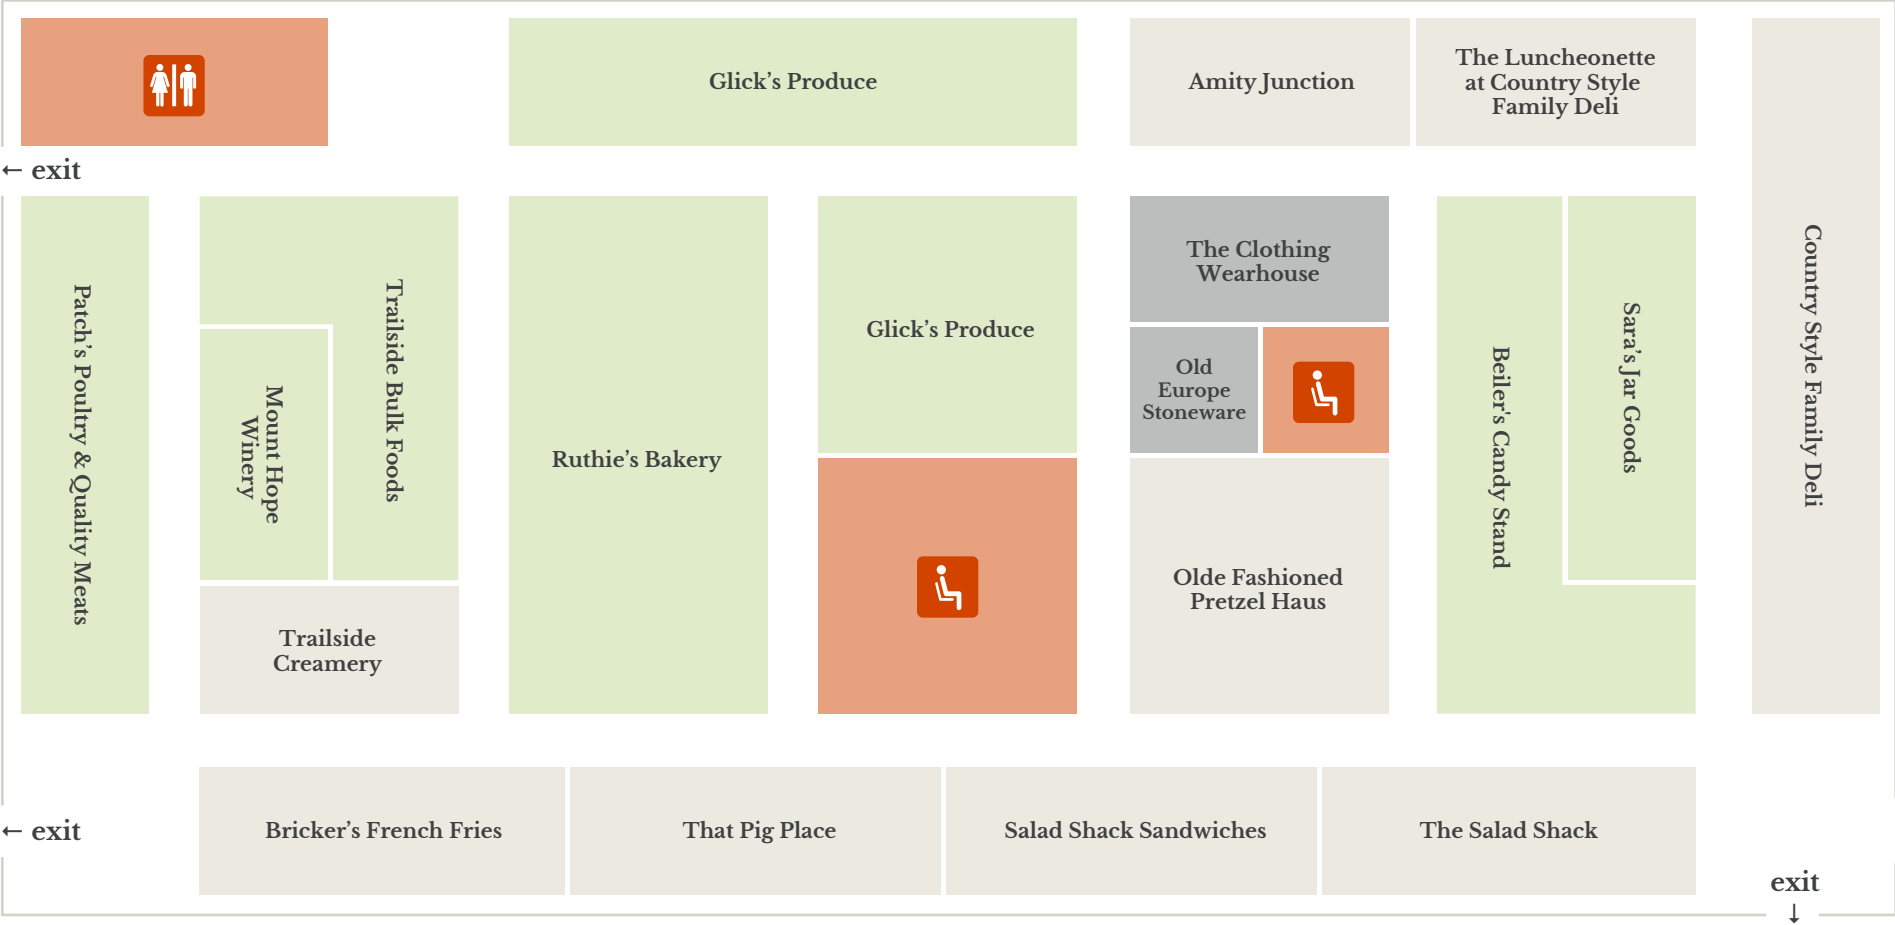 Glick’s Produce
Amity Junction
The Luncheonette
at Country Style
Family Deli
← exit
Patch’s Poultry & Quality Meats
Trailside Bulk Foods
Mount Hope
Winery
Trailside
Creamery
Ruthie’s Bakery
Glick’s Produce
The Clothing
Wearhouse
Old
Europe
Stoneware
Olde Fashioned
Pretzel Haus
Beiler's Candy Stand
Sara’s Jar Goods
Country Style Family Deli
← exit
Bricker’s French Fries
That Pig Place
Salad Shack Sandwiches
The Salad Shack
exit
↓